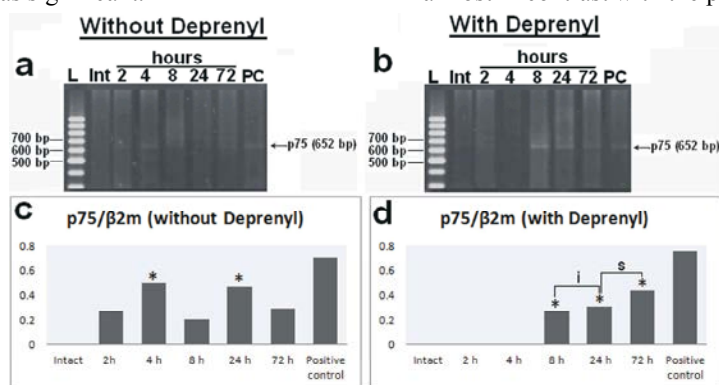 Without Deprenyl
With Deprenyl
a
hours
L Int 2 4 8 24 72 PC
700 bp
600 bp
500 bp
p75 (652 bp)
b
hours
L Int 2 4 8 24 72 PC
700 bp
600 bp
500 bp
p75 (652 bp)
c
p75/β2m (without Deprenyl)
0.8
0.6
0.4
0.2
0
* *
Intact 2h 4 h 8 h 24 h 72 h Positive control
d
p75/β2m (with Deprenyl)
0.8
0.6
0.4
0.2
0
i s
* * *
Intact 2 h 4 h 8 h 24 h 72 h Positive control